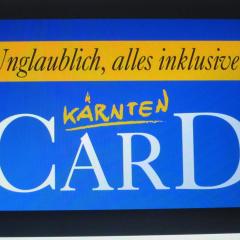 Unglaublich, alles inklusive
KÄRNTEN
CARD